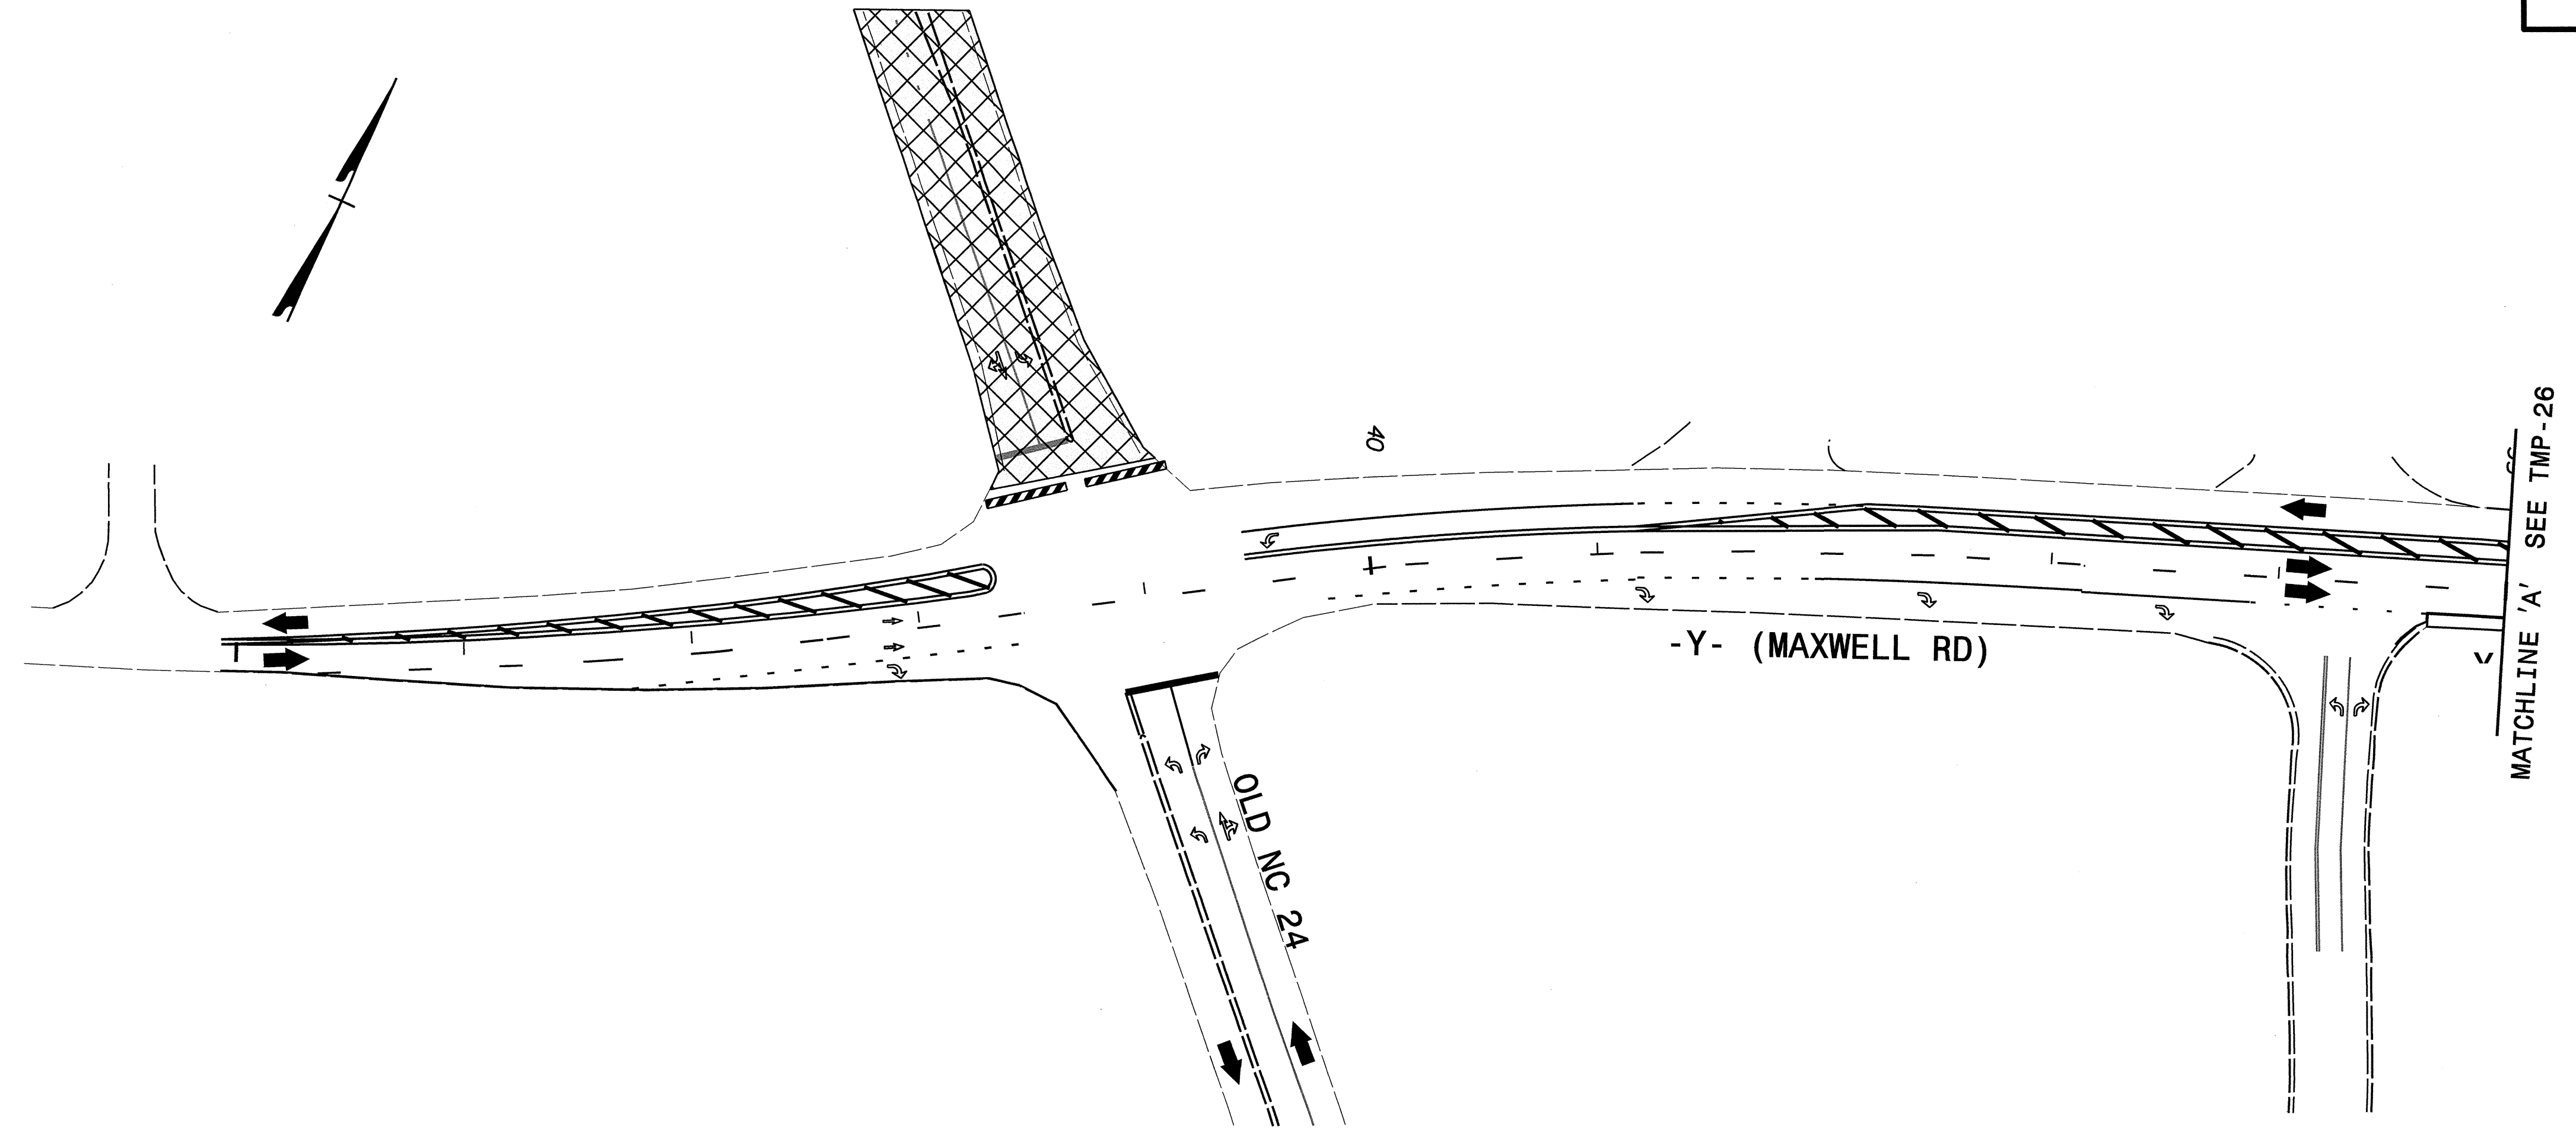 40
SEE TMP-26
MATCHLINE 'A'
-Y- (MAXWELL RD)
OLD NC 24